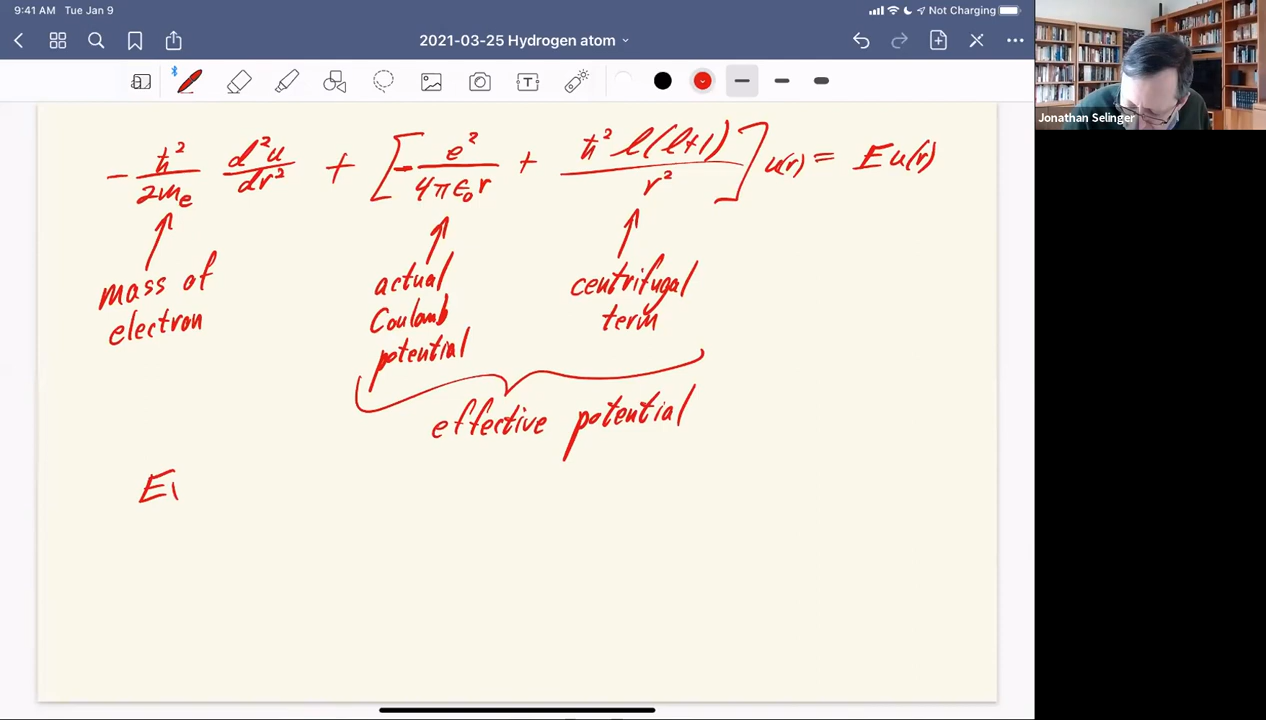 9:41 AM Tue Jan 9
Not Charging
2021-03-25 Hydrogen atom
T
Jonathan Selinger
- ħ²/2mₑ d²u/dr² + [- e²/4πϵ₀r + ħ² l(l+1)/r²] u(r) = E u(r)
mass of
electron
actual
Coulomb
potential
centrifugal
term
effective potential